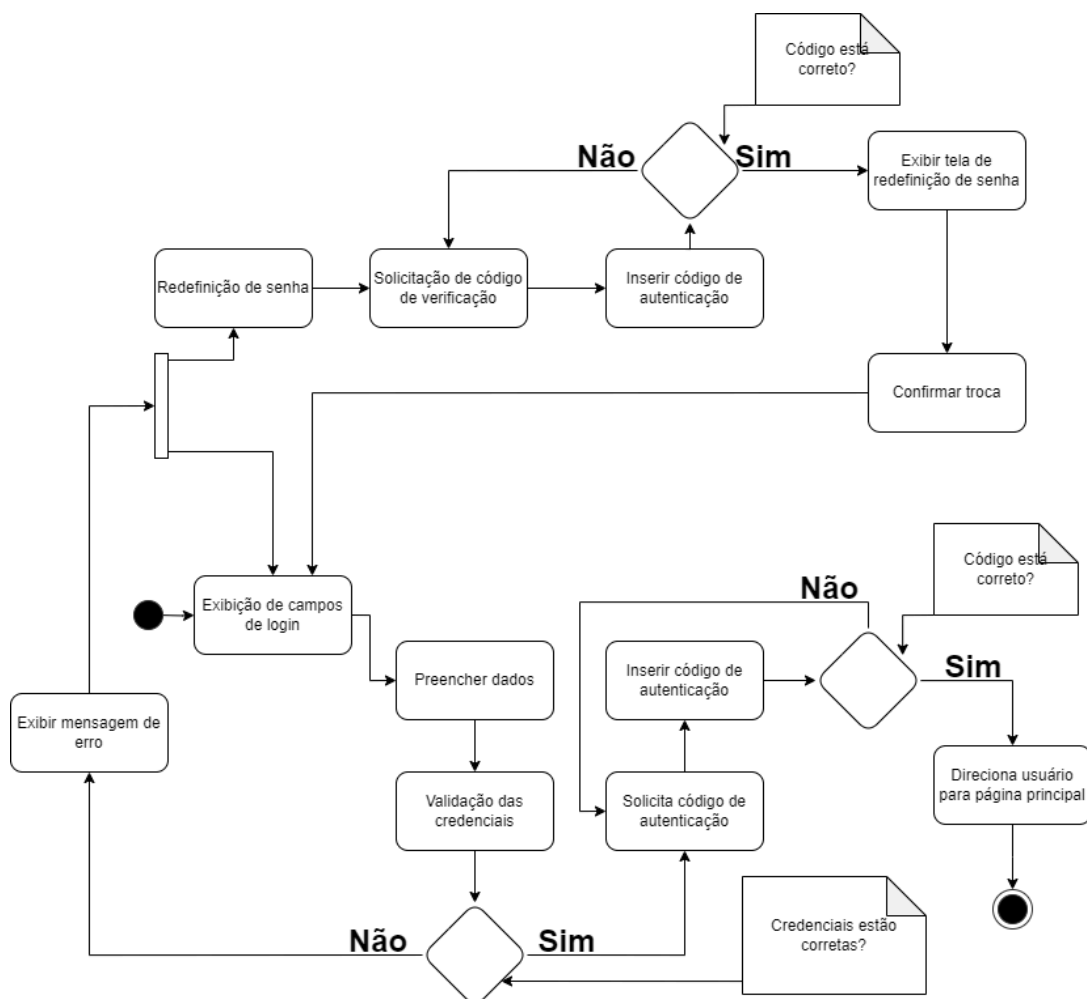 Código está
correto?
Não
Sim
Exibir tela de
redefinição de senha
Redefinição de senha
Solicitação de código
de verificação
Inserir código de
autenticação
Confirmar troca
Código está
correto?
Exibição de campos
de login
Não
Preencher dados
Inserir código de
autenticação
Sim
Exibir mensagem de
erro
Validação das
credenciais
Solicita código de
autenticação
Direciona usuário
para página principal
Não
Sim
Credenciais estão
corretas?